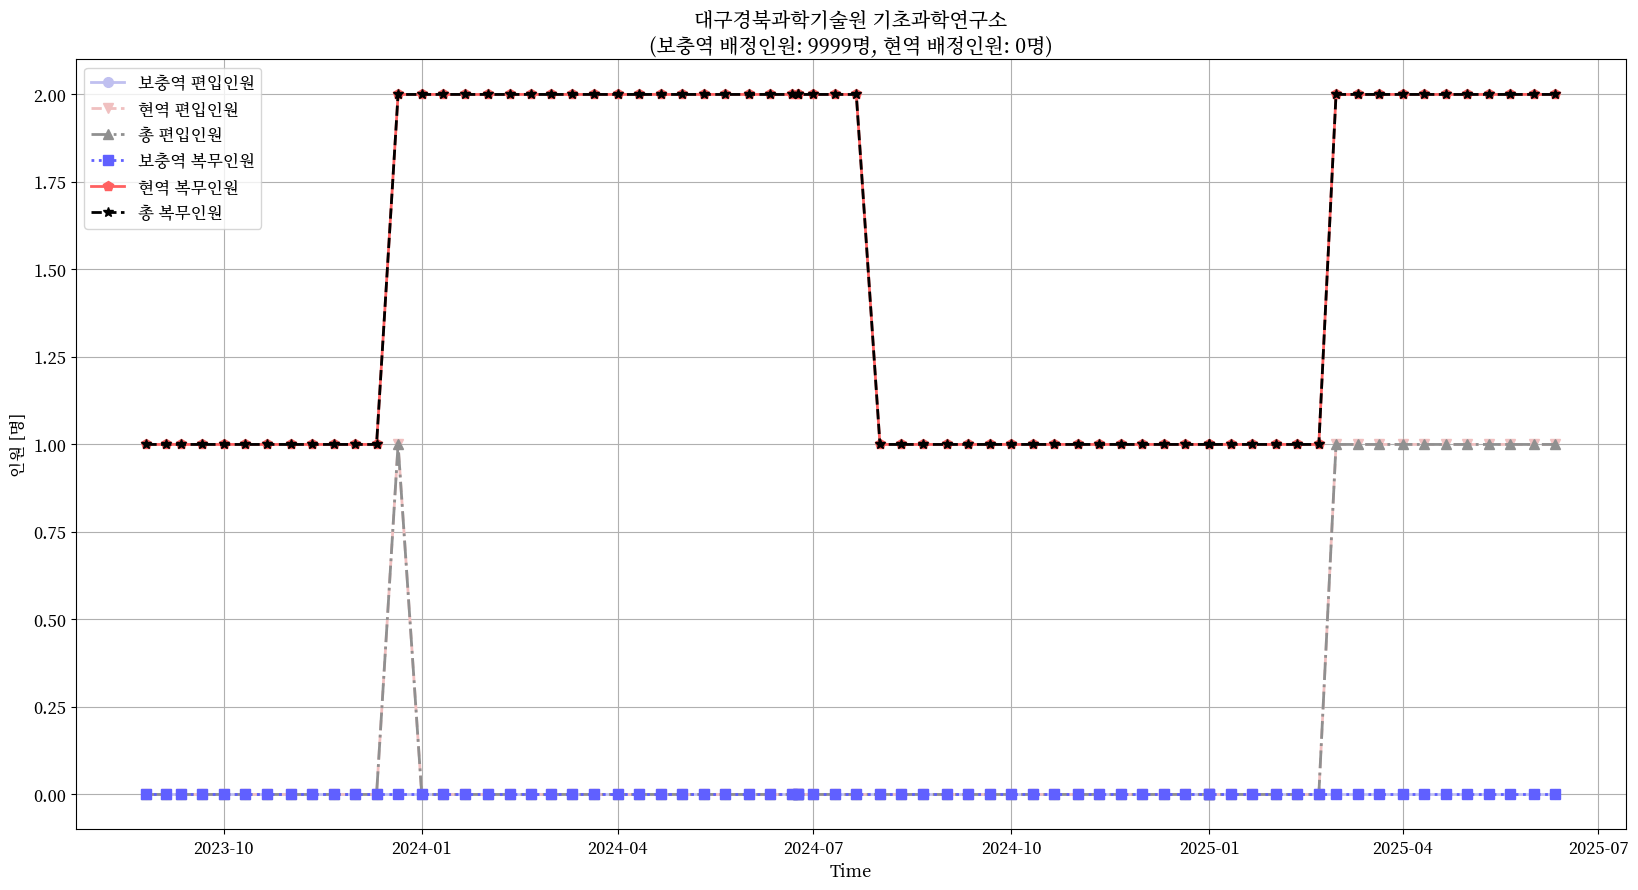 대구경북과학기술원 기초과학연구소
(보충역 배정인원: 9999명, 현역 배정인원: 0명)
보충역 편입인원
현역 편입인원
총 편입인원
보충역 복무인원
현역 복무인원
총 복무인원
인원 [명]
2.00
1.75
1.50
1.25
1.00
0.75
0.50
0.25
0.00
2023-10
2024-01
2024-04
2024-07
2024-10
2025-01
2025-04
2025-07
Time